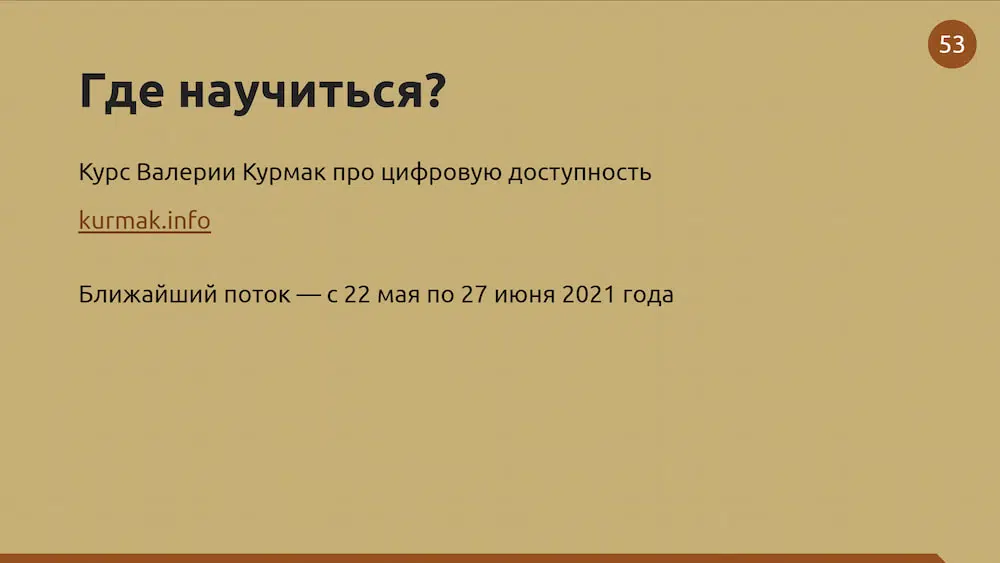 53
Где научиться?
Курс Валерии Курмак про цифровую доступность
kurmak.info
Ближайший поток — с 22 мая по 27 июня 2021 года